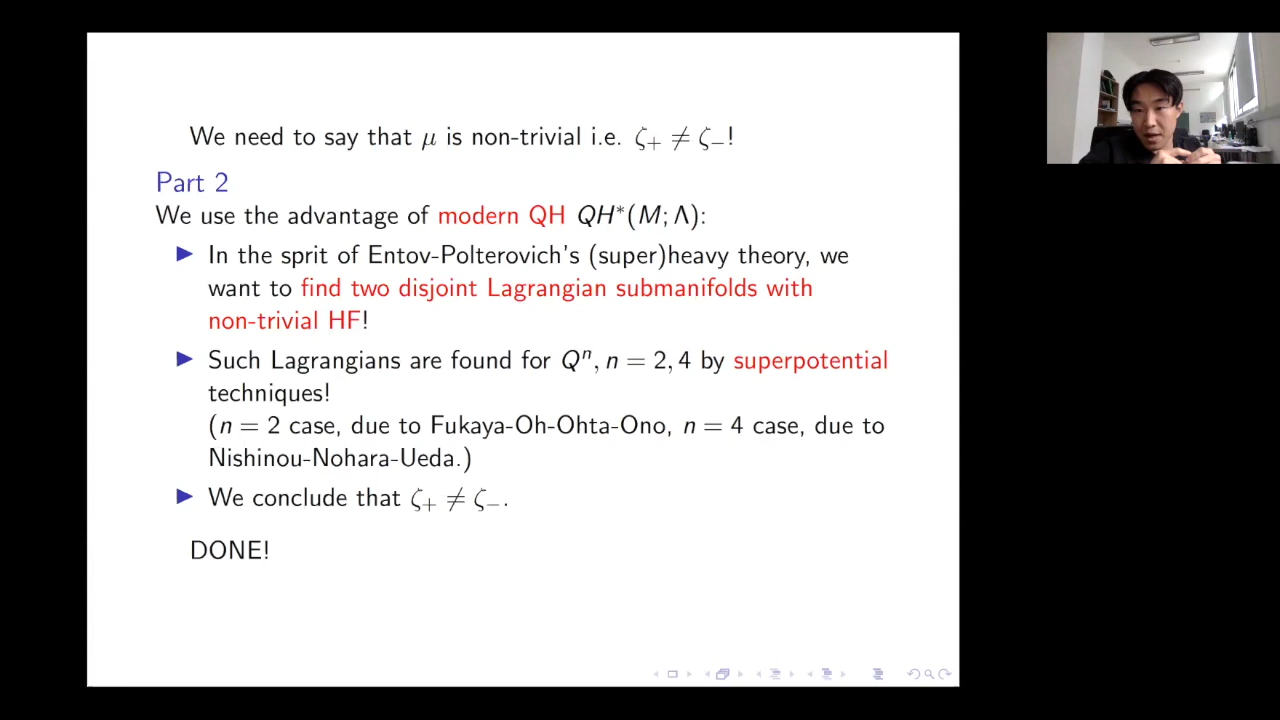 We need to say that μ is non-trivial i.e. ζ₊ ≠ ζ₋!
Part 2
We use the advantage of modern QH QH*(M; Λ):
▶ In the sprit of Entov-Polterovich's (super)heavy theory, we
want to find two disjoint Lagrangian submanifolds with
non-trivial HF!
▶ Such Lagrangians are found for Qⁿ, n = 2, 4 by superpotential
techniques!
(n = 2 case, due to Fukaya-Oh-Ohta-Ono, n = 4 case, due to
Nishinou-Nohara-Ueda.)
▶ We conclude that ζ₊ ≠ ζ₋.
DONE!